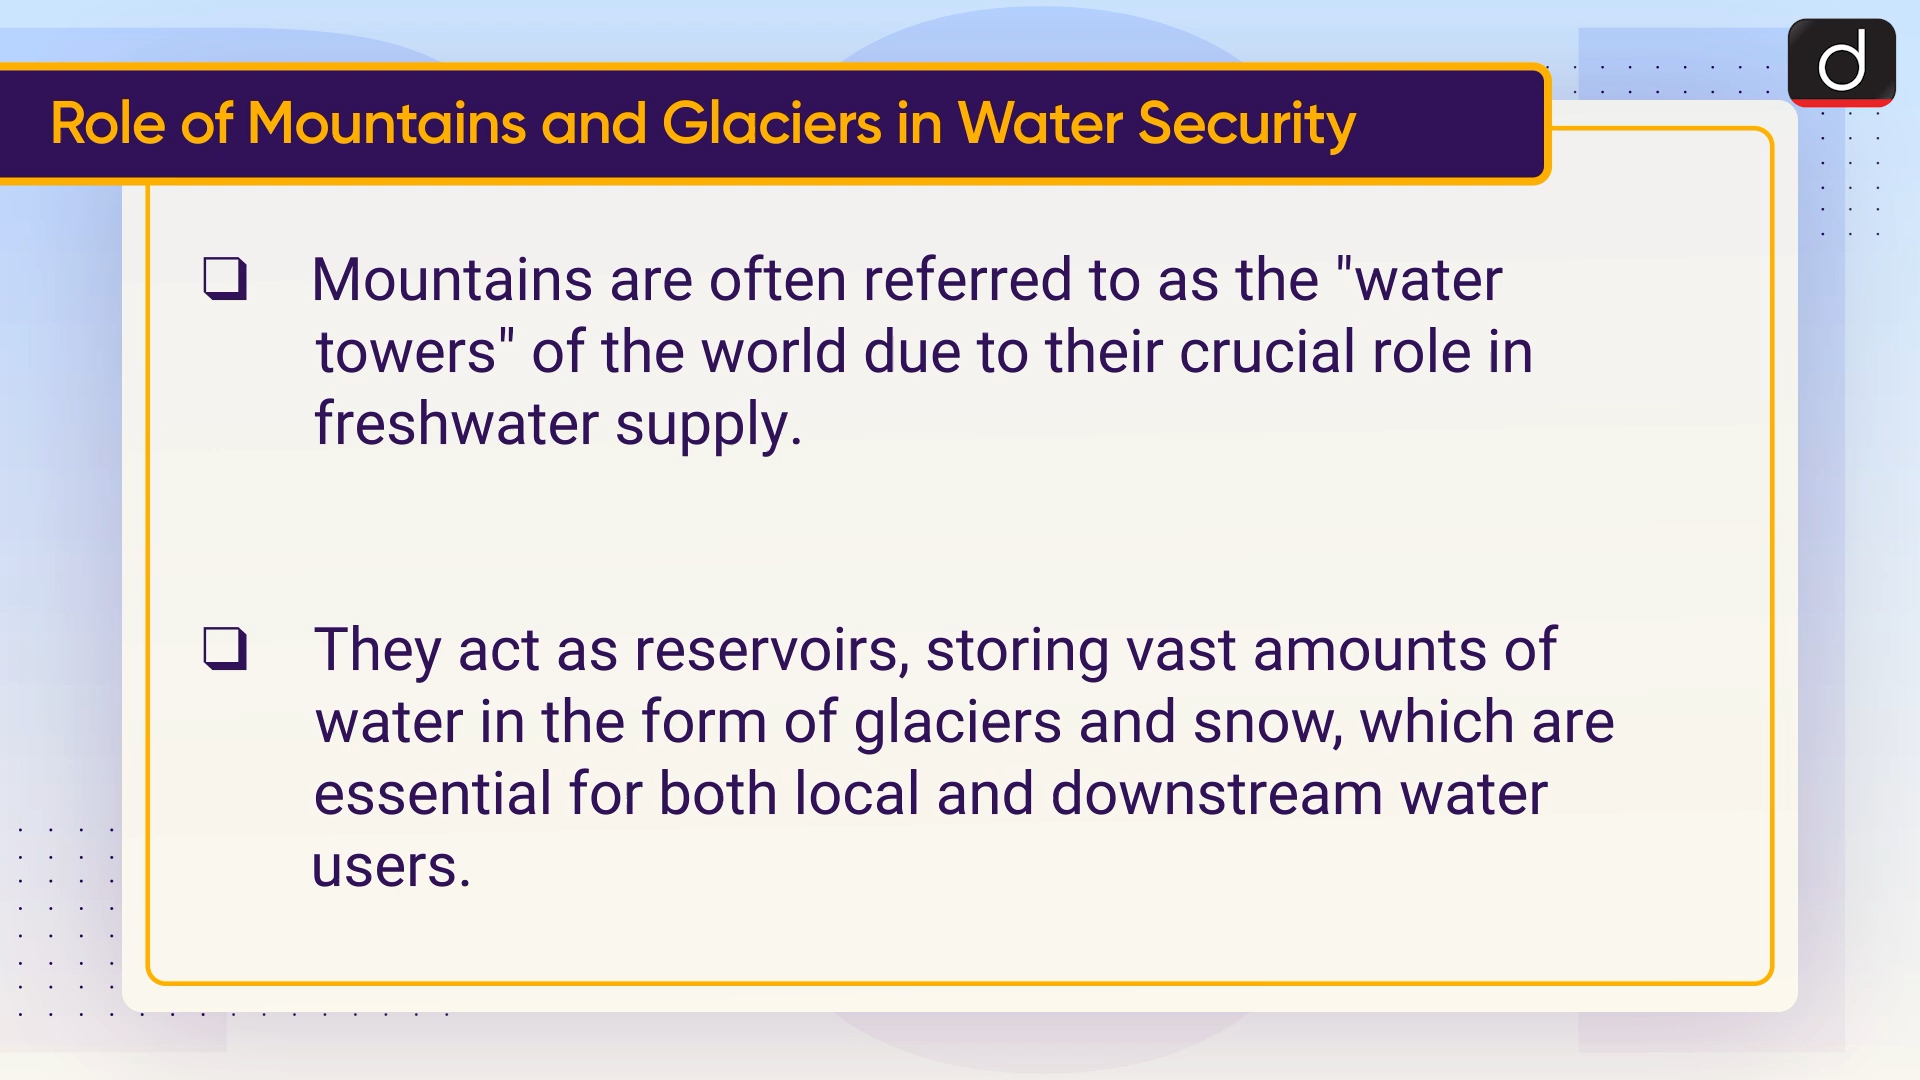 d
Role of Mountains and Glaciers in Water Security
❑ Mountains are often referred to as the "water
towers" of the world due to their crucial role in
freshwater supply.
❑ They act as reservoirs, storing vast amounts of
water in the form of glaciers and snow, which are
essential for both local and downstream water
users.